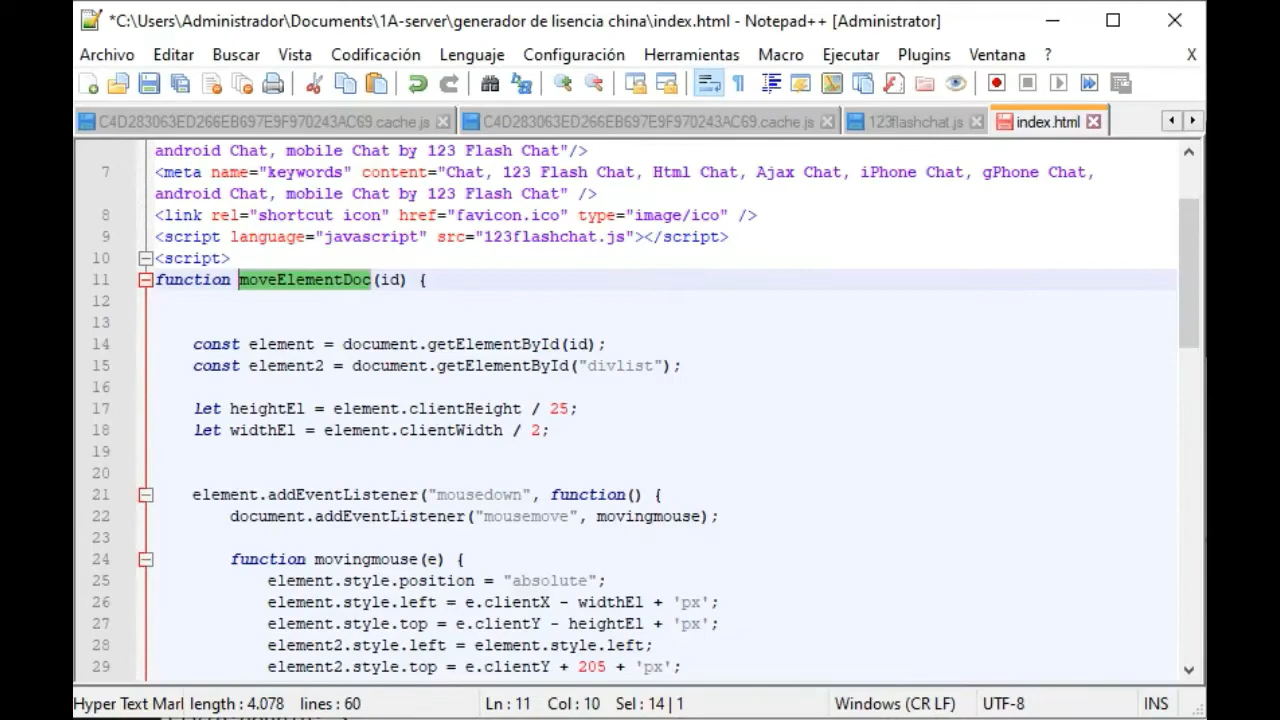 *C:\Users\Administrador\Documents\1A-server\generador de lisencia china\index.html - Notepad++ [Administrator]
Archivo Editar Buscar Vista Codificación Lenguaje Configuración Herramientas Macro Ejecutar Plugins Ventana ? X
C4D283063ED266EB697E9F970243AC69.cache.js C4D283063ED266EB697E9F970243AC69.cache.js 123flashchat.js index.html
android Chat, mobile Chat by 123 Flash Chat"/>
7 <meta name="keywords" content="Chat, 123 Flash Chat, Html Chat, Ajax Chat, iPhone Chat, gPhone Chat,
android Chat, mobile Chat by 123 Flash Chat" />
8 <link rel="shortcut icon" href="favicon.ico" type="image/ico" />
9 <script language="javascript" src="123flashchat.js"></script>
10 <script>
11 function moveElementDoc(id) {
12
13
14 const element = document.getElementById(id);
15 const element2 = document.getElementById("divlist");
16
17 let heightEl = element.clientHeight / 25;
18 let widthEl = element.clientWidth / 2;
19
20
21 element.addEventListener("mousedown", function() {
22 document.addEventListener("mousemove", movingmouse);
23
24 function movingmouse(e) {
25 element.style.position = "absolute";
26 element.style.left = e.clientX - widthEl + 'px';
27 element.style.top = e.clientY - heightEl + 'px';
28 element2.style.left = element.style.left;
29 element2.style.top = e.clientY + 205 + 'px';
Hyper Text Marl length : 4.078 lines : 60 Ln : 11 Col : 10 Sel : 14 | 1 Windows (CR LF) UTF-8 INS